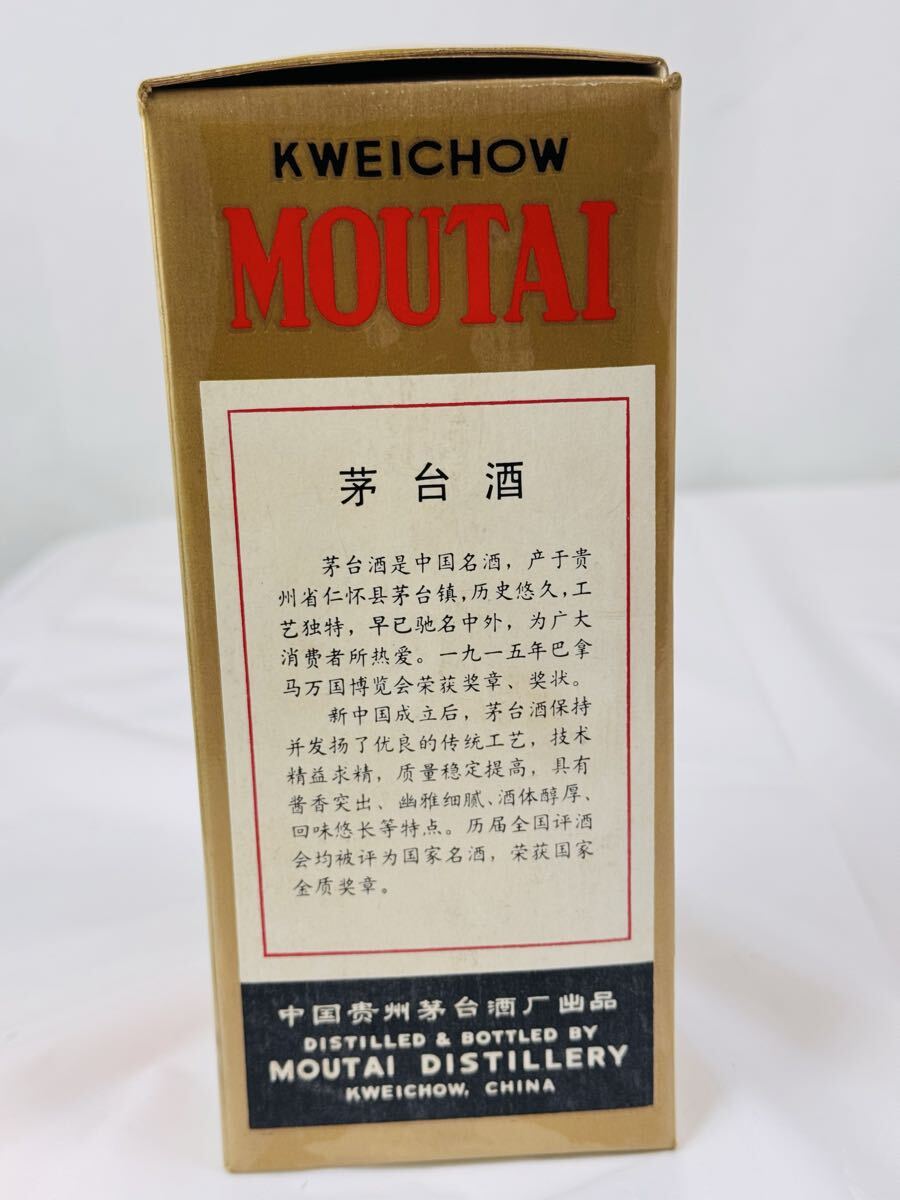 KWEICHOW
MOUTAI
茅台酒
茅台酒是中国名酒，产于贵
州省仁怀县茅台镇，历史悠久，工
艺独特，早已驰名中外，为广大
消费者所热爱。一九一五年巴拿
马万国博览会荣获奖章、奖状。
新中国成立后，茅台酒保持
并发扬了优良的传统工艺，技术
精益求精，质量稳定提高，具有
酱香突出、幽雅细腻、酒体醇厚、
回味悠长等特点。历届全国评酒
会均被评为国家名酒，荣获国家
金质奖章。
中国贵州茅台酒厂出品
DISTILLED & BOTTLED BY
MOUTAI DISTILLERY
KWEICHOW, CHINA